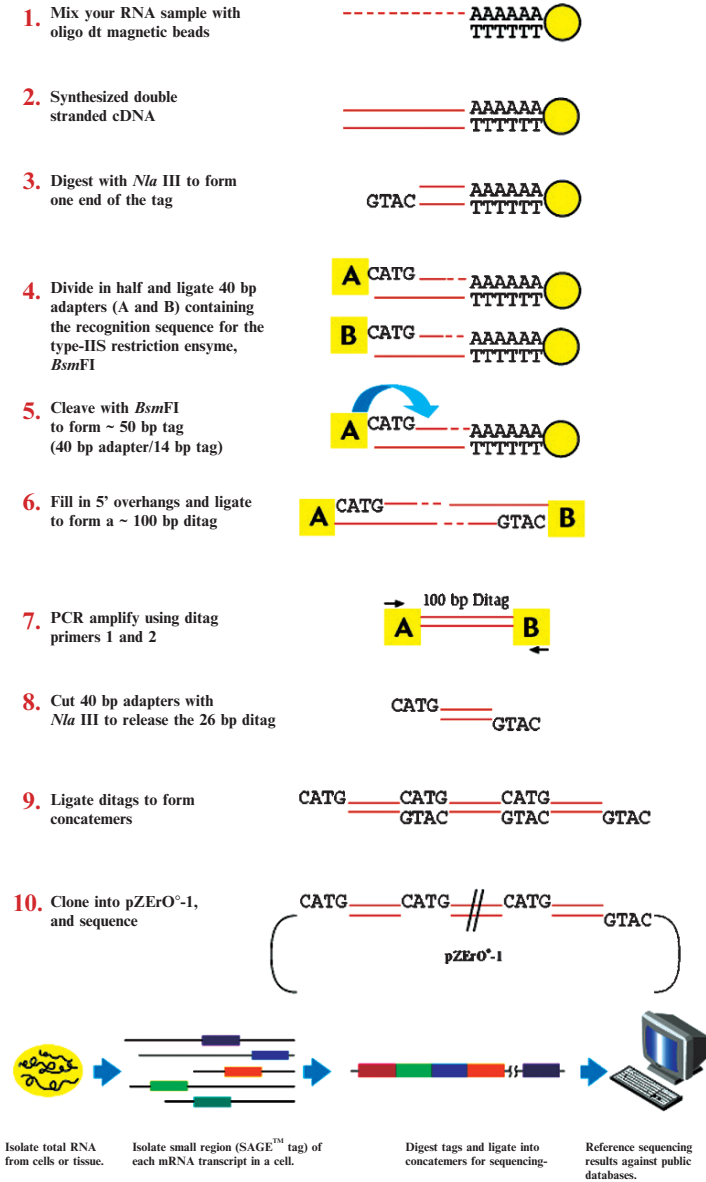 1. Mix your RNA sample with
oligo dt magnetic beads
AAAAAA
TTTTTT
2. Synthesized double
stranded cDNA
AAAAAA
TTTTTT
3. Digest with Nla III to form
one end of the tag
GTAC
AAAAAA
TTTTTT
4. Divide in half and ligate 40 bp
adapters (A and B) containing
the recognition sequence for the
type-IIS restriction ensyme,
BsmFI
A CATG AAAAAA
TTTTTT
B CATG AAAAAA
TTTTTT
5. Cleave with BsmFI
to form ~ 50 bp tag
(40 bp adapter/14 bp tag)
A CATG AAAAAA
TTTTTT
6. Fill in 5' overhangs and ligate
to form a ~ 100 bp ditag
A CATG
GTAC B
7. PCR amplify using ditag
primers 1 and 2
100 bp Ditag
A B
8. Cut 40 bp adapters with
Nla III to release the 26 bp ditag
CATG
GTAC
9. Ligate ditags to form
concatemers
CATG CATG CATG
GTAC GTAC GTAC
10. Clone into pZErO°-1,
and sequence
CATG CATG CATG
GTAC
pZErO°-1
Isolate total RNA
from cells or tissue.
Isolate small region (SAGE™ tag) of
each mRNA transcript in a cell.
Digest tags and ligate into
concatemers for sequencing-
Reference sequencing
results against public
databases.